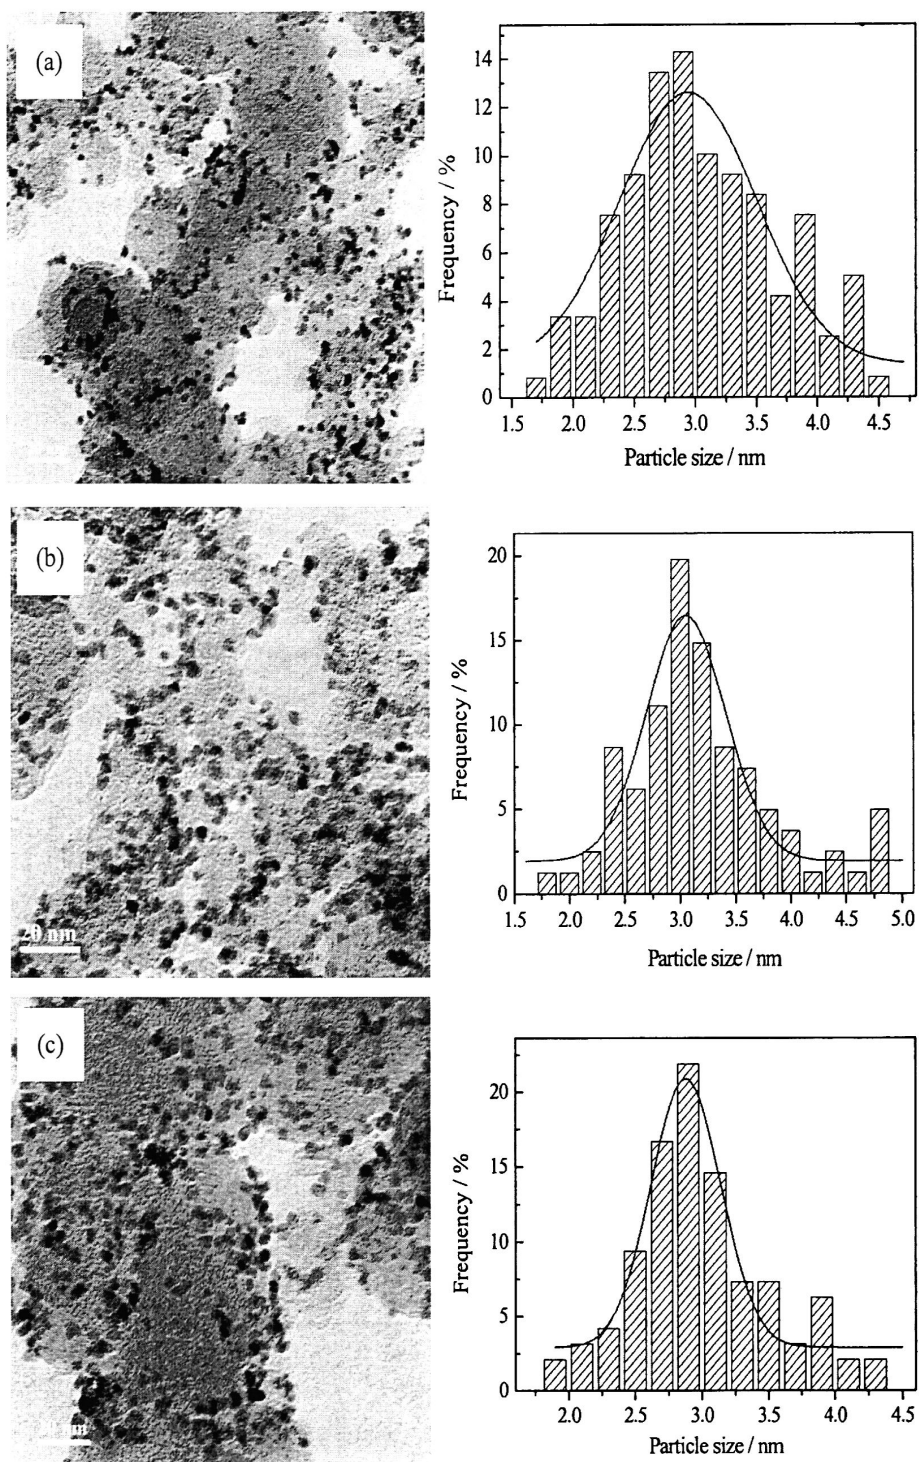 (a)
Frequency / %
14
12
10
8
6
4
2
0
1.5 2.0 2.5 3.0 3.5 4.0 4.5
Particle size / nm
(b)
20 nm
Frequency / %
20
15
10
5
0
1.5 2.0 2.5 3.0 3.5 4.0 4.5 5.0
Particle size / nm
(c)
nm
Frequency / %
20
15
10
5
0
2.0 2.5 3.0 3.5 4.0 4.5
Particle size / nm